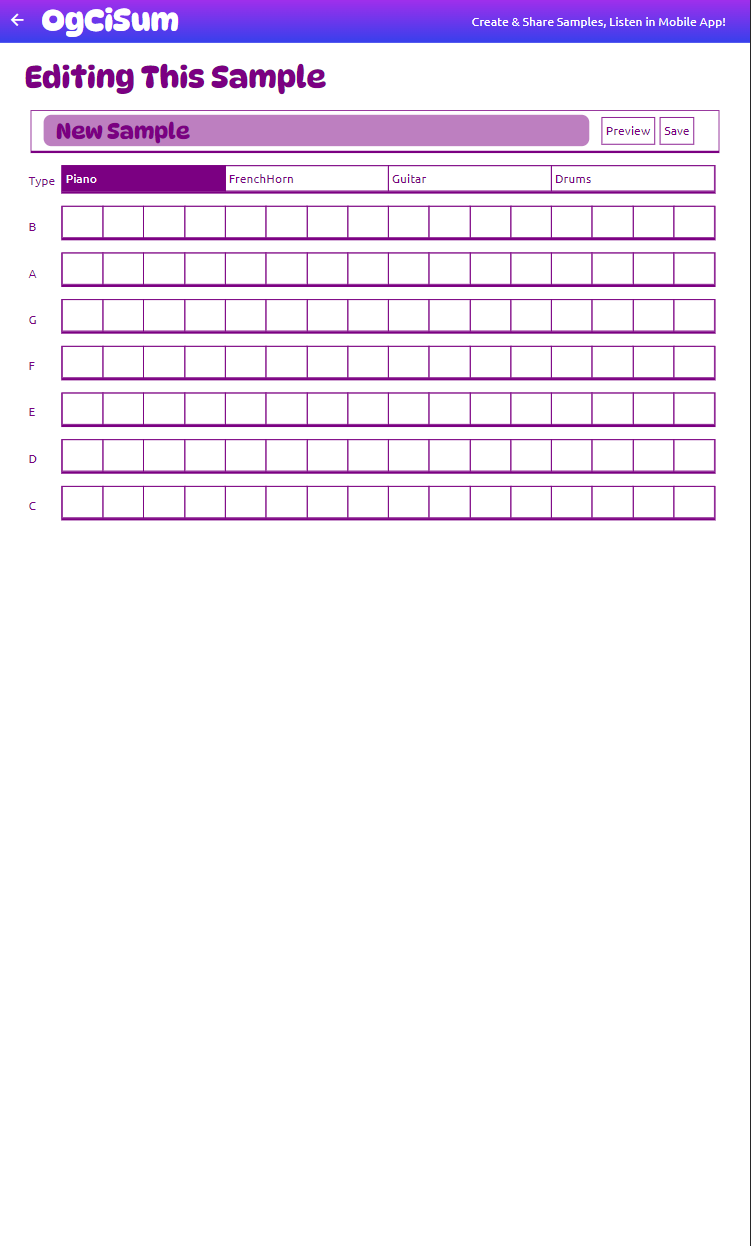 OgCiSum
Create & Share Samples, Listen in Mobile App!
Editing This Sample
New Sample Preview Save
Type Piano FrenchHorn Guitar Drums
B
A
G
F
E
D
C